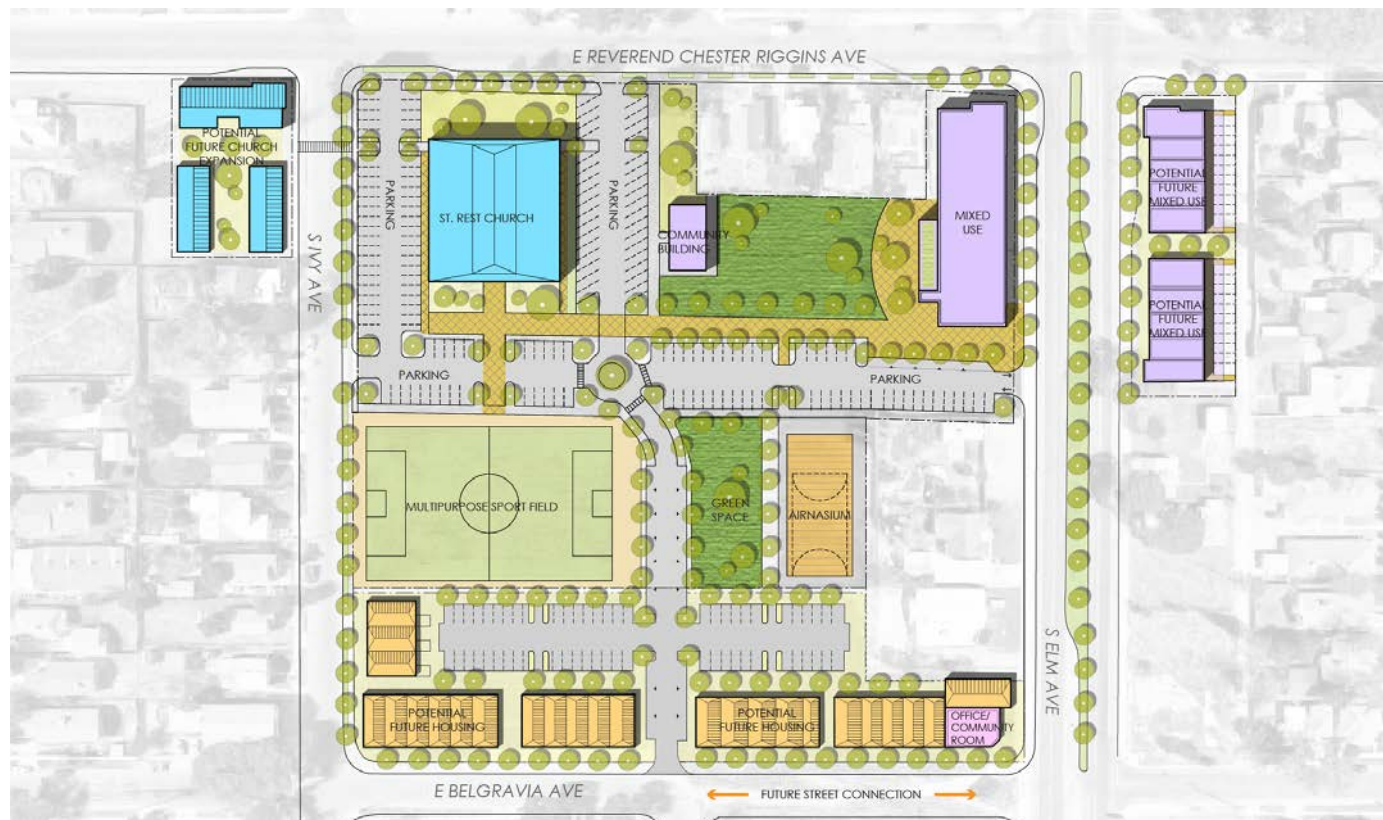 E REVEREND CHESTER RIGGINS AVE
POTENTIAL
FUTURE CHURCH
EXPANSION
PARKING
ST. REST CHURCH
PARKING
COMMUNITY
BUILDING
MIXED
USE
POTENTIAL
FUTURE
MIXED USE
S IVY AVE
POTENTIAL
FUTURE
MIXED USE
PARKING
PARKING
MULTIPURPOSE SPORT FIELD
GREEN
SPACE
AIRNASIUM
S ELM AVE
POTENTIAL
FUTURE HOUSING
POTENTIAL
FUTURE HOUSING
OFFICE/
COMMUNITY
ROOM
E BELGRAVIA AVE
FUTURE STREET CONNECTION